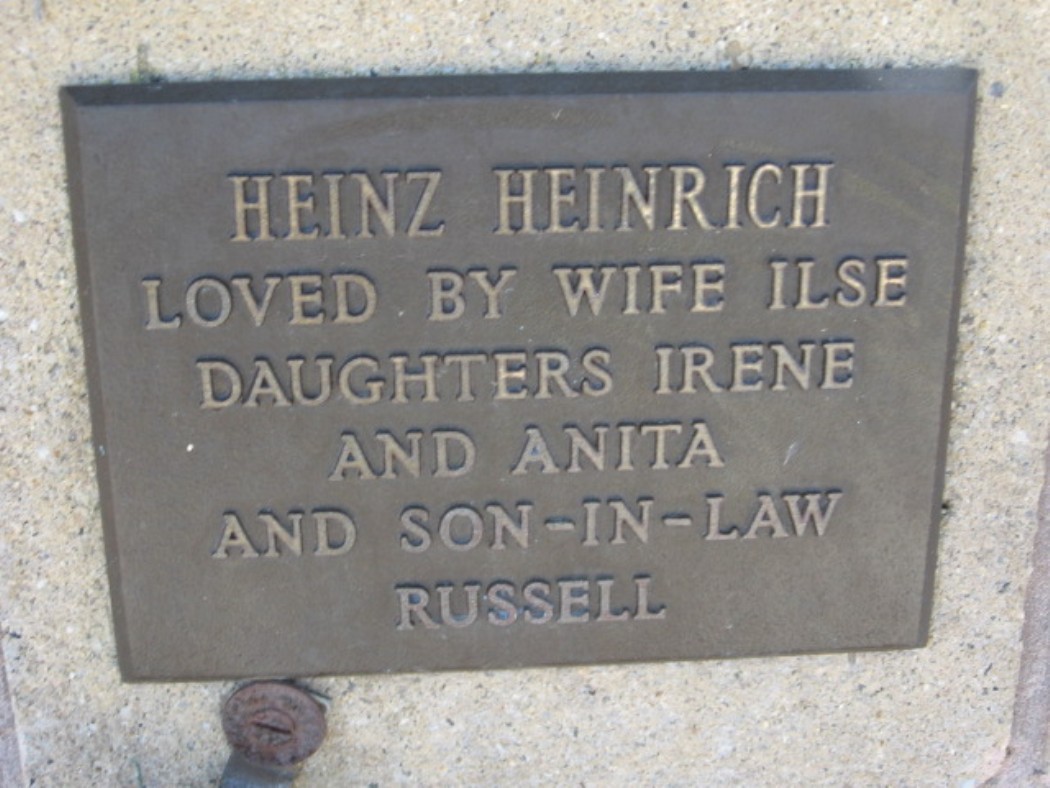 HEINZ HEINRICH
LOVED BY WIFE ILSE
DAUGHTERS IRENE
AND ANITA
AND SON-IN-LAW
RUSSELL